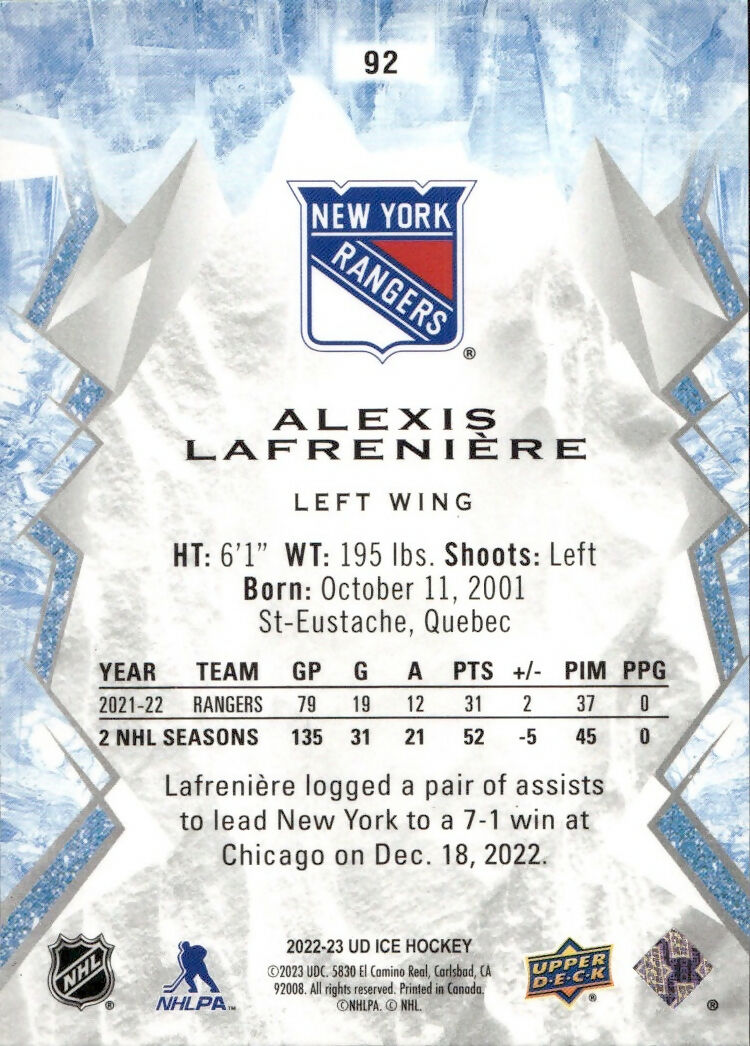 92
NEW YORK
RANGERS
®
ALEXIS
LAFRENIÈRE
LEFT WING
HT: 6'1" WT: 195 lbs. Shoots: Left
Born: October 11, 2001
St-Eustache, Quebec
YEAR TEAM GP G A PTS +/- PIM PPG
2021-22 RANGERS 79 19 12 31 2 37 0
2 NHL SEASONS 135 31 21 52 -5 45 0
Lafrenière logged a pair of assists
to lead New York to a 7-1 win at
Chicago on Dec. 18, 2022.
2022-23 UD ICE HOCKEY
©2023 UDC. 5830 El Camino Real, Carlsbad, CA
92008. All rights reserved. Printed in Canada.
©NHLPA. © NHL.
NHL ®
NHLPA™
UPPER
D·E·C·K
®
®